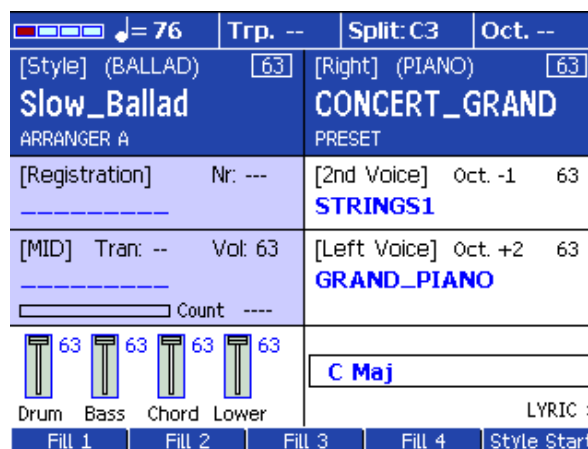 ♩= 76 Trp. -- Split: C3 Oct. --
[Style] (BALLAD) 63
Slow_Ballad
ARRANGER A
[Right] (PIANO) 63
CONCERT_GRAND
PRESET
[Registration] Nr: ---
_ _ _ _ _ _ _ _ _
[2nd Voice] Oct. -1 63
STRINGS1
[MID] Tran: -- Vol: 63
_ _ _ _ _ _ _ _ _
Count ----
[Left Voice] Oct. +2 63
GRAND_PIANO
63 63 63 63
Drum Bass Chord Lower
C Maj
LYRIC :
Fill 1 Fill 2 Fill 3 Fill 4 Style Start